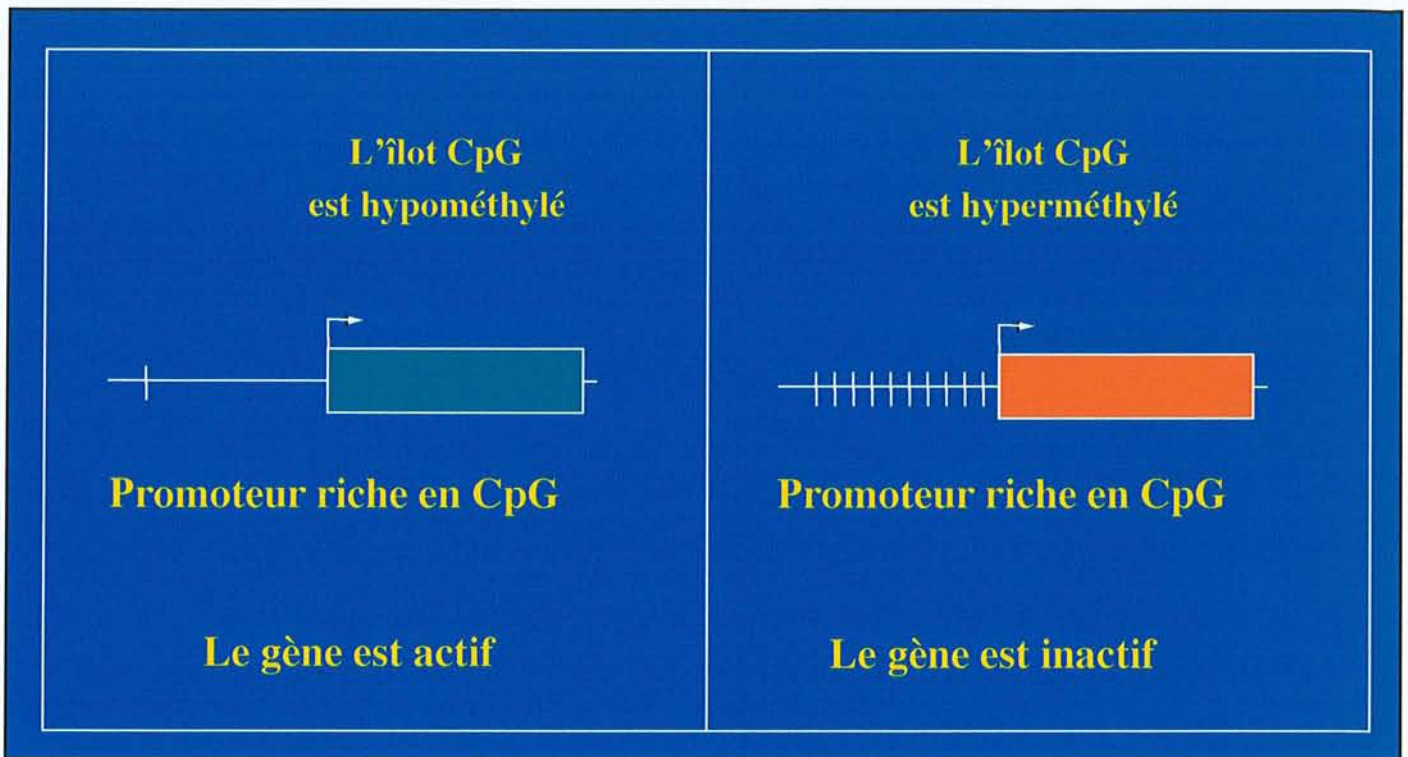 L'îlot CpG
est hypométhylé
Promoteur riche en CpG
Le gène est actif
L'îlot CpG
est hyperméthylé
Promoteur riche en CpG
Le gène est inactif